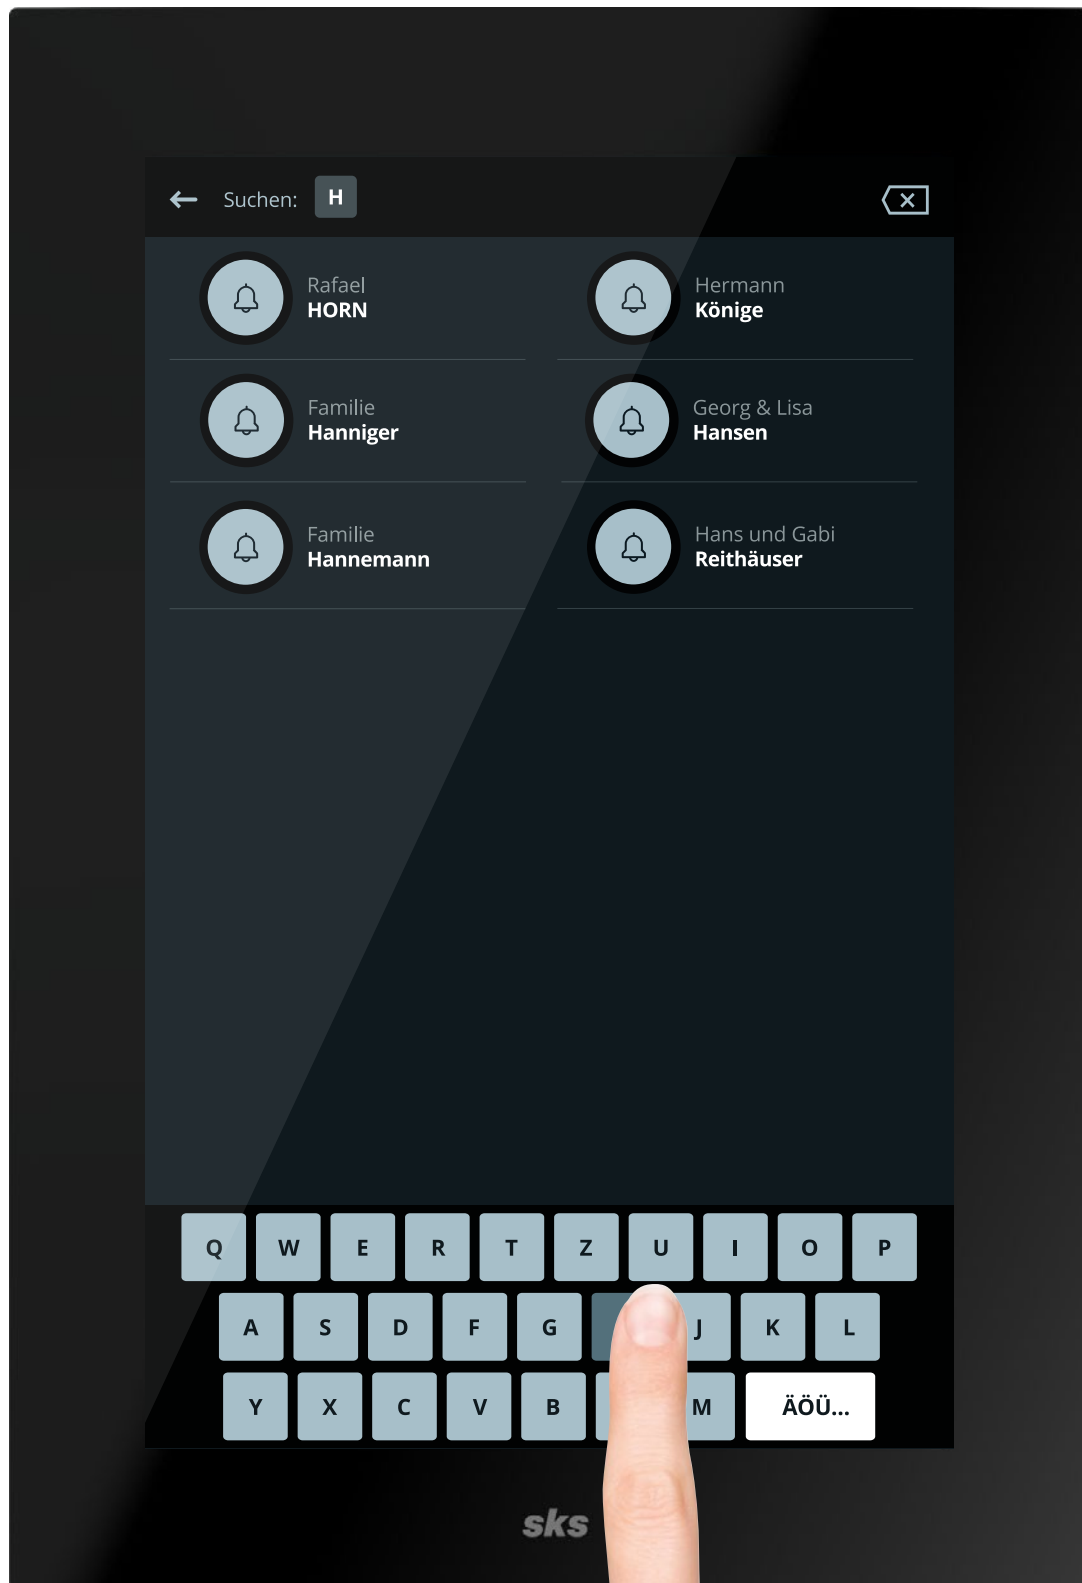 Suchen: H
Rafael
HORN
Hermann
Könige
Familie
Hanniger
Georg & Lisa
Hansen
Familie
Hannemann
Hans und Gabi
Reithäuser
Q W E R T Z U I O P
A S D F G J K L
Y X C V B M ÄÖÜ...
sks